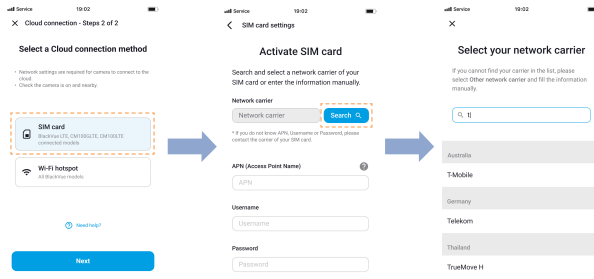 Service 19:02
Cloud connection - Steps 2 of 2
Select a Cloud connection method
Network settings are required for camera to connect to the
cloud.
Check the camera is on and nearby.
SIM card
BlackVue LTE, CM100GLTE, CM100LTE
connected models
Wi-Fi hotspot
All BlackVue models
Need help?
Next
Service 19:02
SIM card settings
Activate SIM card
Search and select a network carrier of your
SIM card or enter the information manually.
Network carrier
Network carrier
Search
* If you do not know APN, Username or Password, please
contact the carrier of your SIM card.
APN (Access Point Name)
APN
Username
Username
Password
Password
Service 19:02
Select your network carrier
If you cannot find your carrier in the list, please
select Other network carrier and fill the information
manually.
Australia
T-Mobile
Germany
Telekom
Thailand
TrueMove H